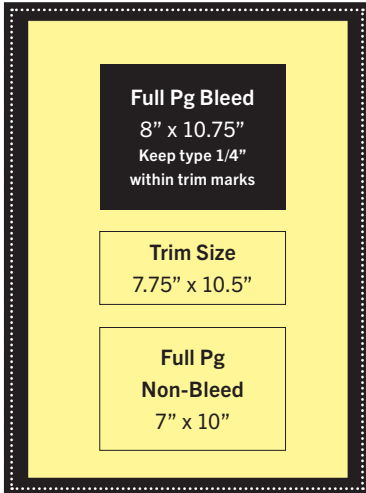 Full Pg Bleed
8” x 10.75”
Keep type 1/4”
within trim marks
Trim Size
7.75” x 10.5”
Full Pg
Non-Bleed
7” x 10”